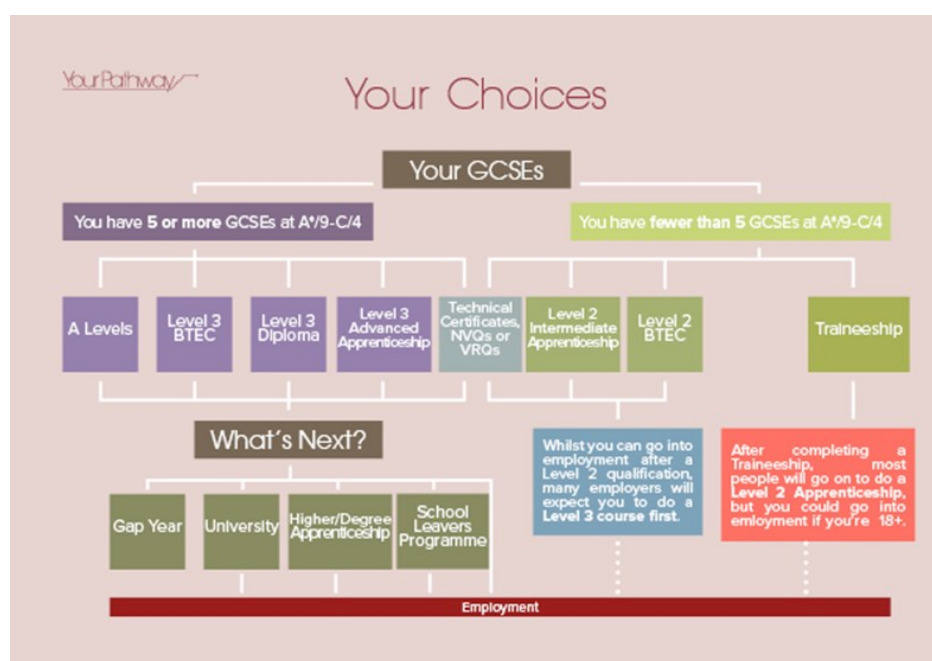 YourPathway
Your Choices
Your GCSEs
You have 5 or more GCSEs at A*/9-C/4
You have fewer than 5 GCSEs at A*/9-C/4
A Levels
Level 3
BTEC
Level 3
Diploma
Level 3
Advanced
Apprenticeship
Technical
Certificates,
NVQs or
VRQs
Level 2
Intermediate
Apprenticeship
Level 2
BTEC
Traineeship
What's Next?
Whilst you can go into
employment after a
Level 2 qualification,
many employers will
expect you to do a
Level 3 course first.
After completing a
Traineeship, most
people will go on to do a
Level 2 Apprenticeship,
but you could go into
emloyment if you're 18+.
Gap Year
University
Higher/Degree
Apprenticeship
School
Leavers
Programme
Employment